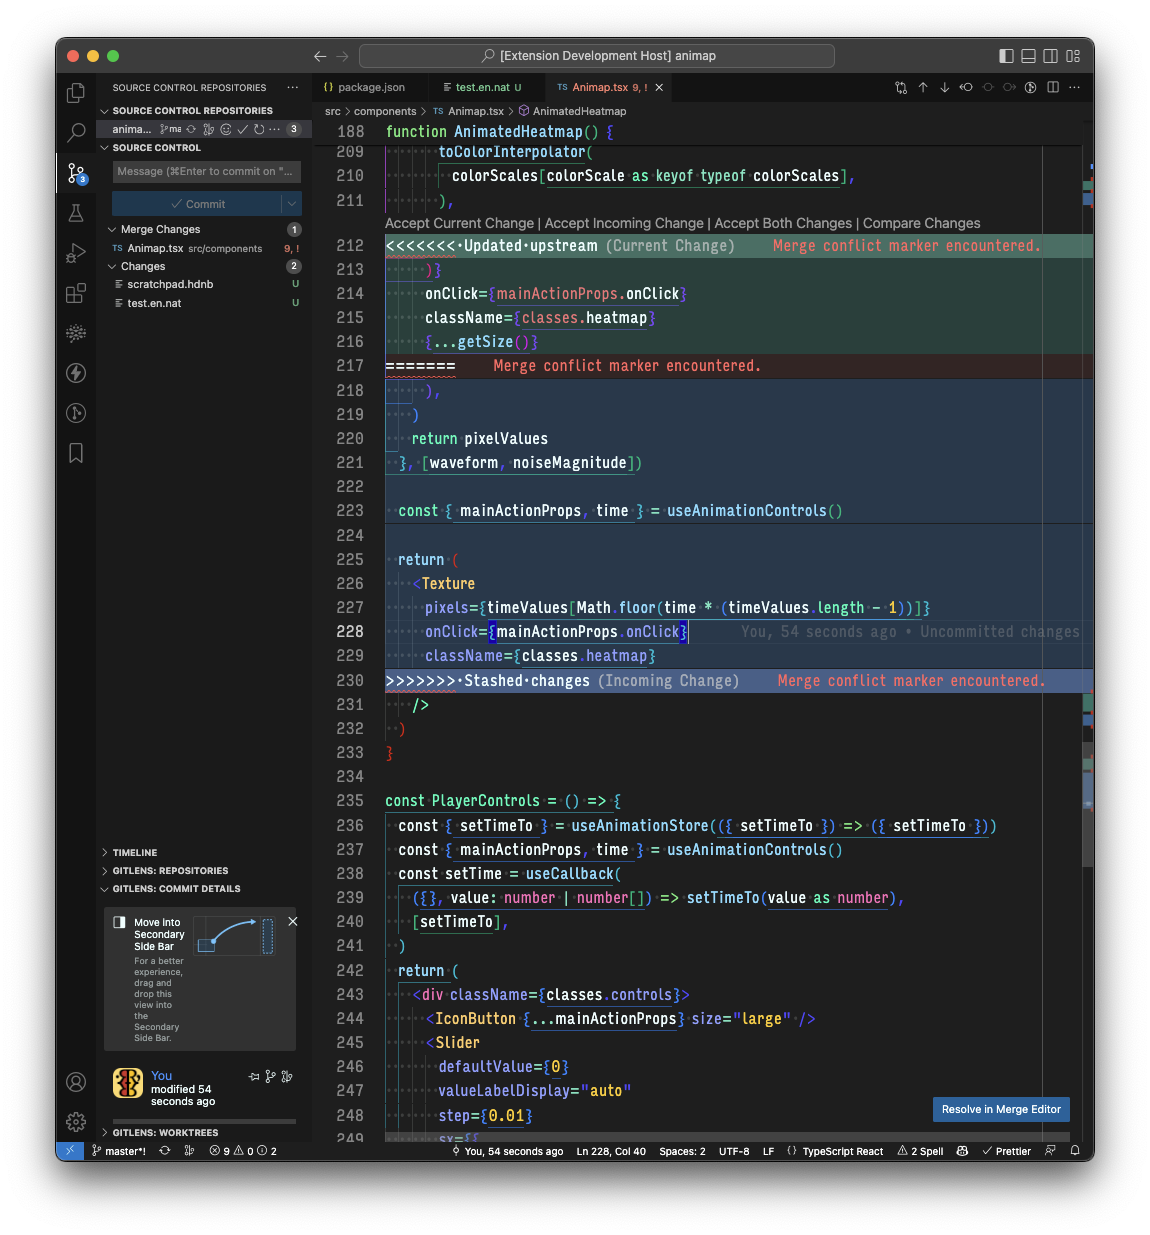 [Extension Development Host] animap
SOURCE CONTROL REPOSITORIES
SOURCE CONTROL REPOSITORIES
anima... ma ... 3
SOURCE CONTROL
3
Message (⌘Enter to commit on "...
Commit
Merge Changes 1
Animap.tsx src/components 9, !
Changes 2
scratchpad.hdnb U
test.en.nat U
TIMELINE
GITLENS: REPOSITORIES
GITLENS: COMMIT DETAILS
Move into
Secondary
Side Bar
For a better
experience,
drag and
drop this
view into
the
Secondary
Side Bar.
You
modified 54
seconds ago
GITLENS: WORKTREES
package.json test.en.nat U TS Animap.tsx 9, !
src > components > TS Animap.tsx > AnimatedHeatmap
188 function AnimatedHeatmap() {
209 toColorInterpolator(
210 colorScales[colorScale as keyof typeof colorScales],
211 ),
Accept Current Change | Accept Incoming Change | Accept Both Changes | Compare Changes
212 <<<<<<< Updated upstream (Current Change) Merge conflict marker encountered.
213 )}
214 onClick={mainActionProps.onClick}
215 className={classes.heatmap}
216 {...getSize()}
217 ======= Merge conflict marker encountered.
218 ),
219 )
220 return pixelValues
221 }, [waveform, noiseMagnitude])
222
223 const { mainActionProps, time } = useAnimationControls()
224
225 return (
226 <Texture
227 pixels={timeValues[Math.floor(time * (timeValues.length - 1))]}
228 onClick={mainActionProps.onClick} You, 54 seconds ago • Uncommitted changes
229 className={classes.heatmap}
230 >>>>>>> Stashed changes (Incoming Change) Merge conflict marker encountered.
231 />
232 )
233 }
234
235 const PlayerControls = () => {
236 const { setTimeTo } = useAnimationStore(({ setTimeTo }) => ({ setTimeTo }))
237 const { mainActionProps, time } = useAnimationControls()
238 const setTime = useCallback(
239 ({}, value: number | number[]) => setTimeTo(value as number),
240 [setTimeTo],
241 )
242 return (
243 <div className={classes.controls}>
244 <IconButton {...mainActionProps} size="large" />
245 <Slider
246 defaultValue={0}
247 valueLabelDisplay="auto"
248 step={0.01}
249 sx={{
Resolve in Merge Editor
master*! 9 0 2 You, 54 seconds ago Ln 228, Col 40 Spaces: 2 UTF-8 LF TypeScript React 2 Spell Prettier